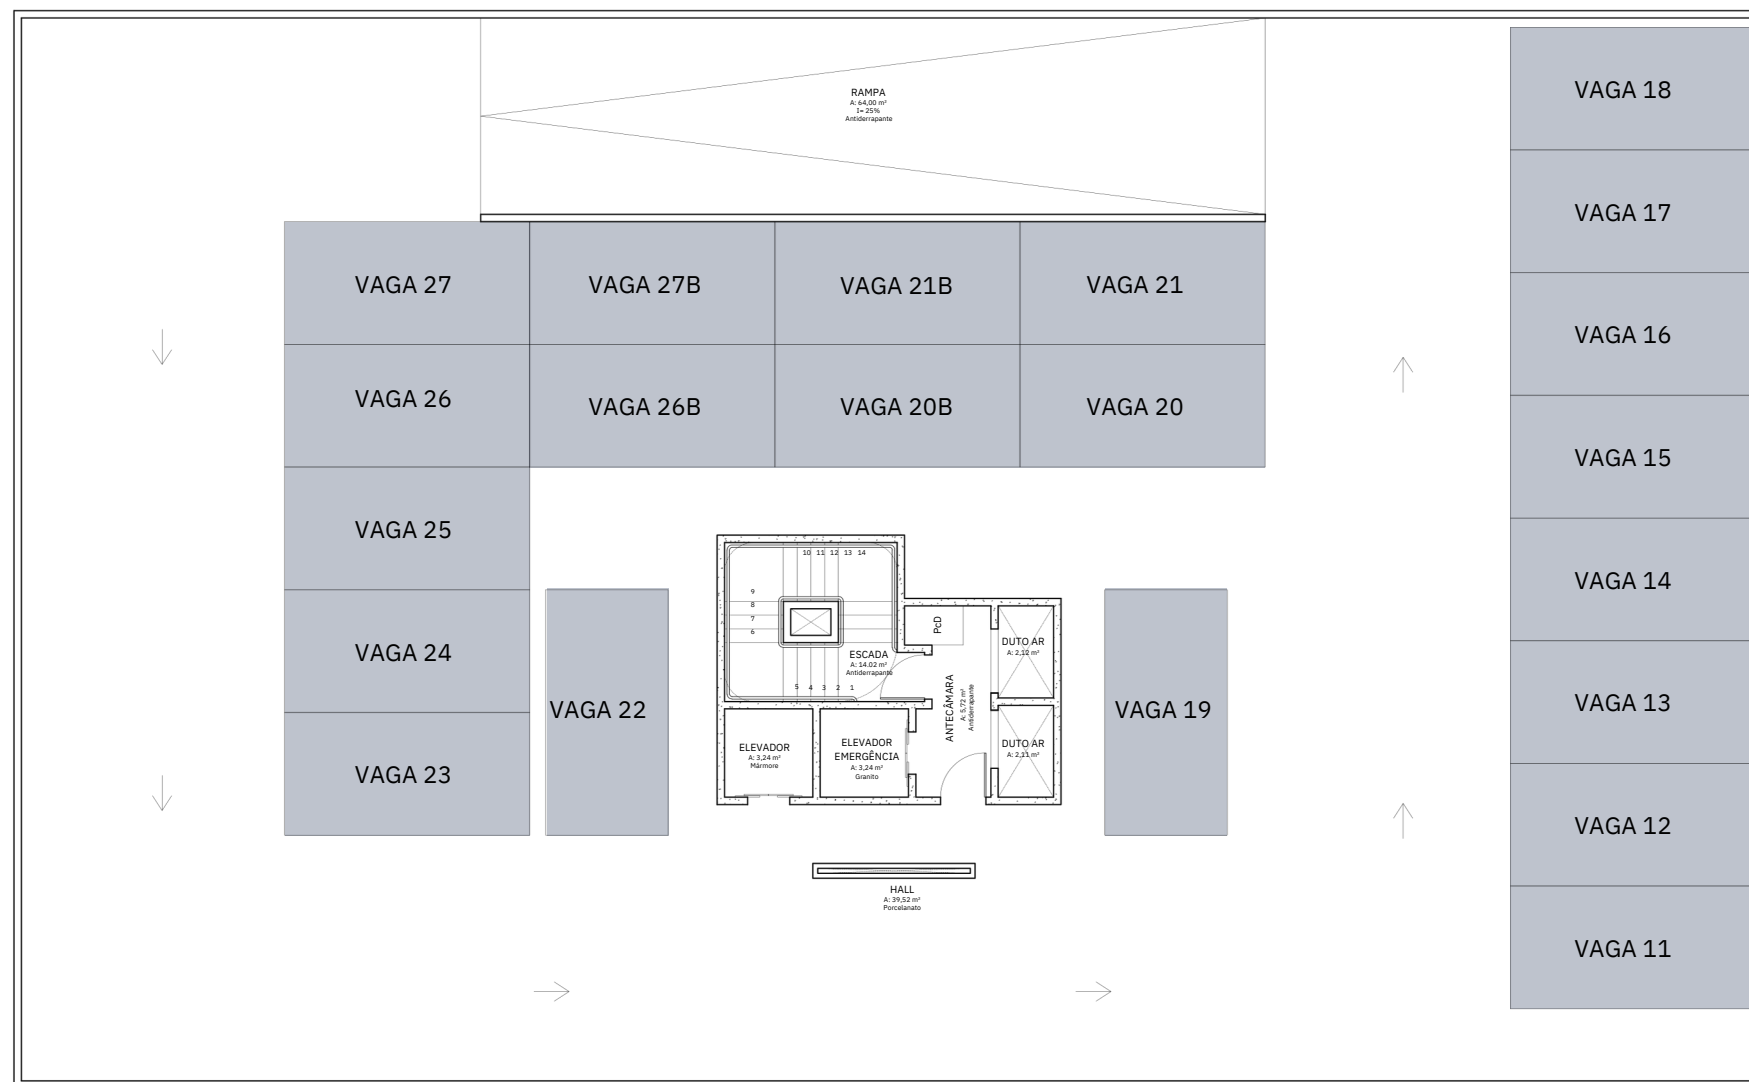 VAGA 18
RAMPA
A: 64,00 m²
I= 25%
Antiderrapante
VAGA 17
VAGA 27
VAGA 27B
VAGA 21B
VAGA 21
VAGA 16
VAGA 26
VAGA 26B
VAGA 20B
VAGA 20
VAGA 15
VAGA 25
10 11 12 13 14
9
8
7
6
VAGA 14
PcD
DUTO AR
A: 2,12 m²
VAGA 24
ESCADA
A: 14.02 m²
Antiderrapante
5 4 3 2 1
VAGA 22
ANTECÂMARA
A: 5,72 m²
Antiderrapante
VAGA 19
VAGA 13
ELEVADOR
A: 3,24 m²
Mármore
ELEVADOR
EMERGÊNCIA
A: 3,24 m²
Granito
DUTO AR
A: 2,11 m²
VAGA 23
VAGA 12
HALL
A: 39,52 m²
Porcelanato
VAGA 11